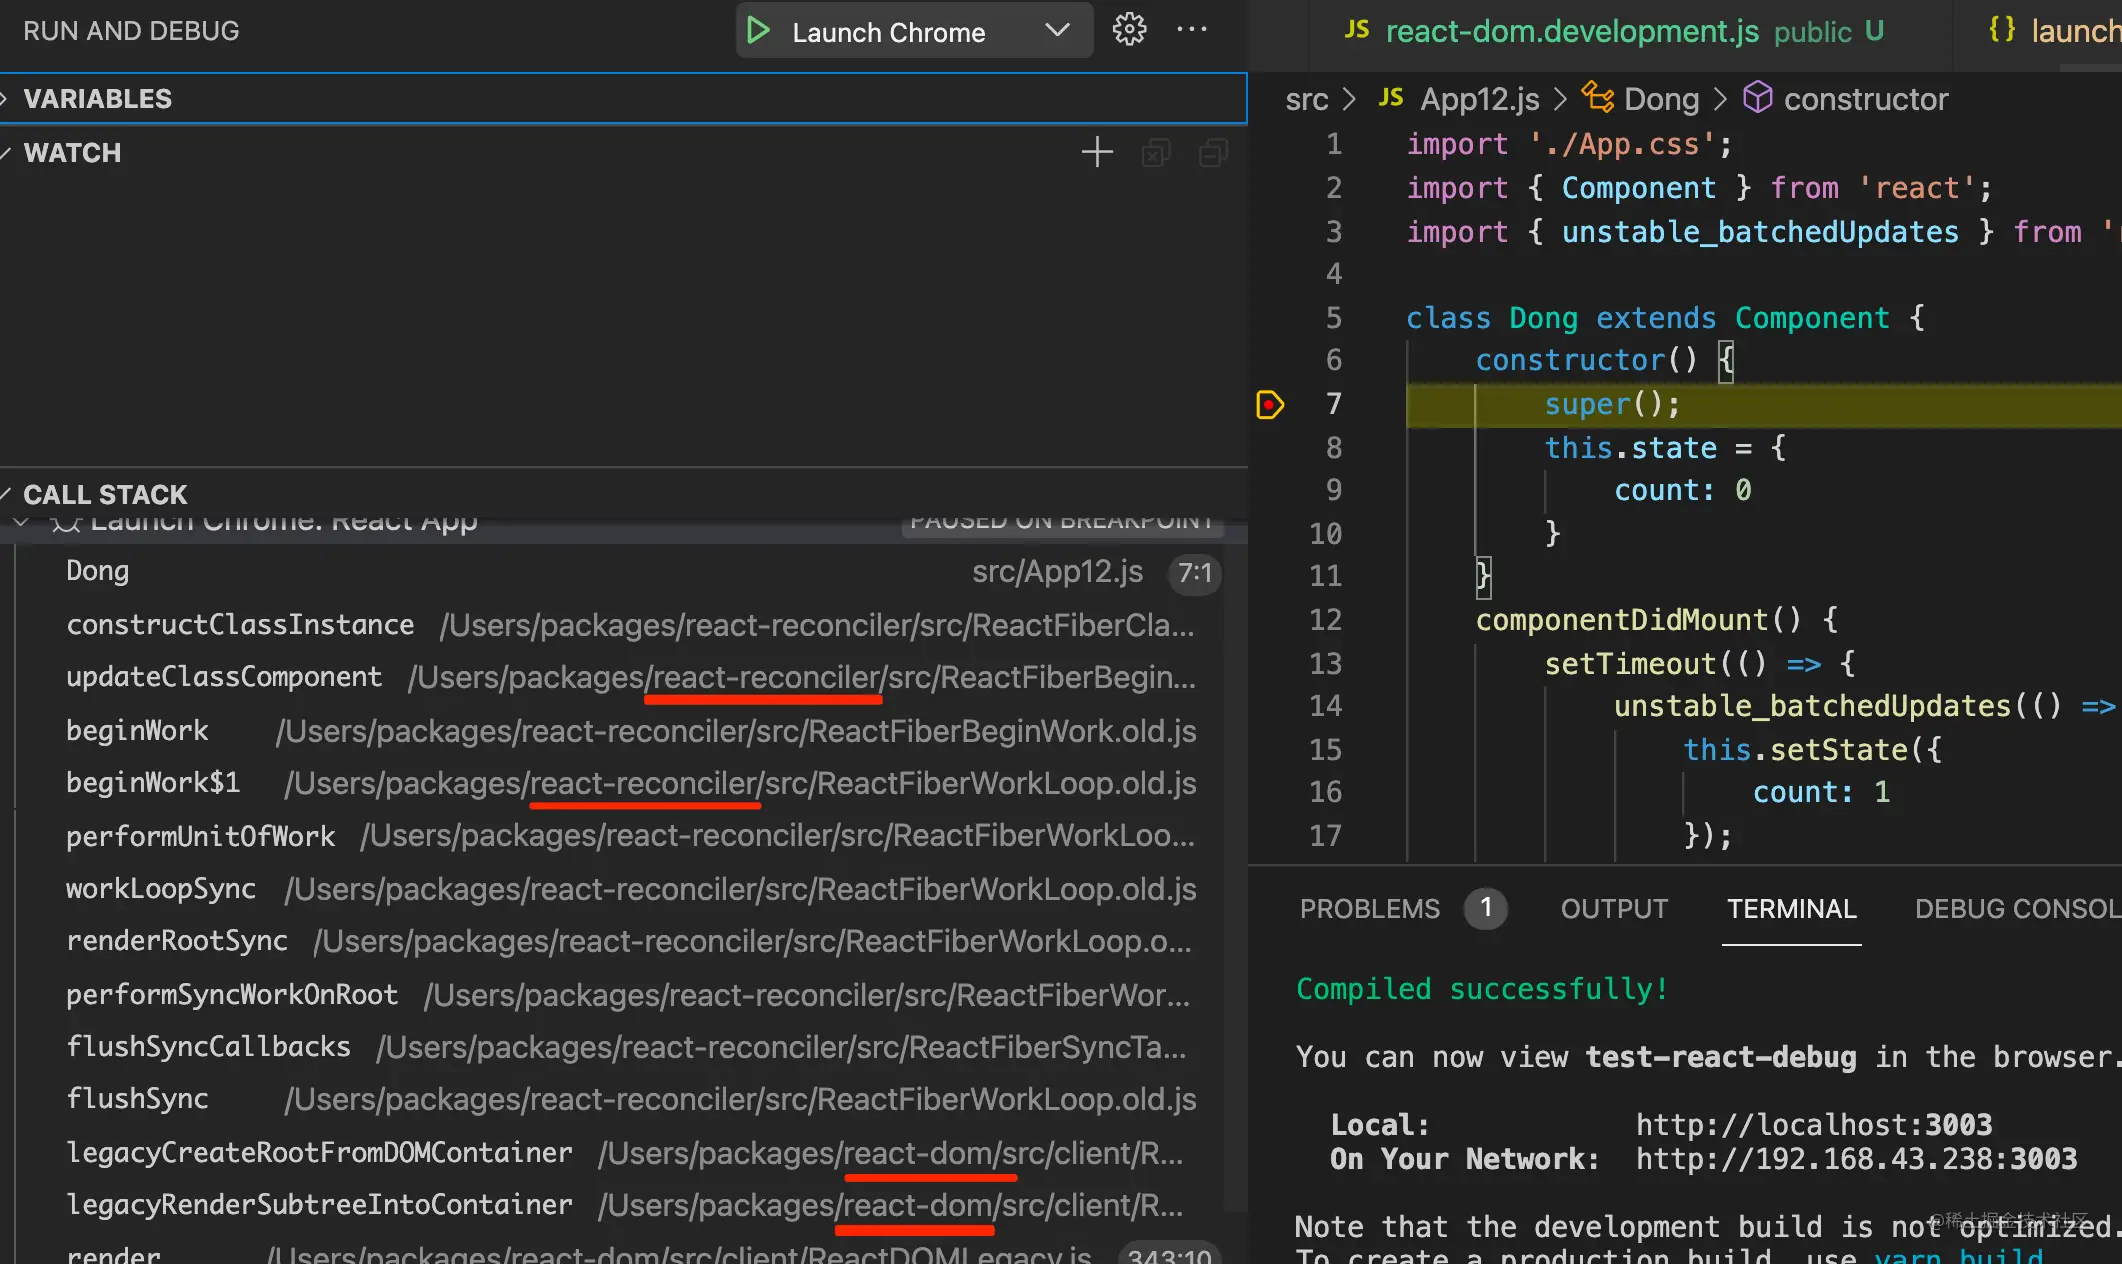 RUN AND DEBUG
Launch Chrome
VARIABLES
WATCH
CALL STACK
Launch Chrome: React App PAUSED ON BREAKPOINT
Dong src/App12.js 7:1
constructClassInstance /Users/packages/react-reconciler/src/ReactFiberCla...
updateClassComponent /Users/packages/react-reconciler/src/ReactFiberBegin...
beginWork /Users/packages/react-reconciler/src/ReactFiberBeginWork.old.js
beginWork$1 /Users/packages/react-reconciler/src/ReactFiberWorkLoop.old.js
performUnitOfWork /Users/packages/react-reconciler/src/ReactFiberWorkLoo...
workLoopSync /Users/packages/react-reconciler/src/ReactFiberWorkLoop.old.js
renderRootSync /Users/packages/react-reconciler/src/ReactFiberWorkLoop.o...
performSyncWorkOnRoot /Users/packages/react-reconciler/src/ReactFiberWor...
flushSyncCallbacks /Users/packages/react-reconciler/src/ReactFiberSyncTa...
flushSync /Users/packages/react-reconciler/src/ReactFiberWorkLoop.old.js
legacyCreateRootFromDOMContainer /Users/packages/react-dom/src/client/R...
legacyRenderSubtreeIntoContainer /Users/packages/react-dom/src/client/R...
render /Users/packages/react-dom/src/client/ReactDOMLegacy.js 343:10
JS react-dom.development.js public U {} launch
src > JS App12.js > Dong > constructor
1 import './App.css';
2 import { Component } from 'react';
3 import { unstable_batchedUpdates } from '
4
5 class Dong extends Component {
6 constructor() {
7 super();
8 this.state = {
9 count: 0
10 }
11 }
12 componentDidMount() {
13 setTimeout(() => {
14 unstable_batchedUpdates(() =>
15 this.setState({
16 count: 1
17 });
PROBLEMS 1 OUTPUT TERMINAL DEBUG CONSOL
Compiled successfully!
You can now view test-react-debug in the browser.
Local: http://localhost:3003
On Your Network: http://192.168.43.238:3003
Note that the development build is not optimized.
To create a production build, use yarn build
@稀土掘金技术社区